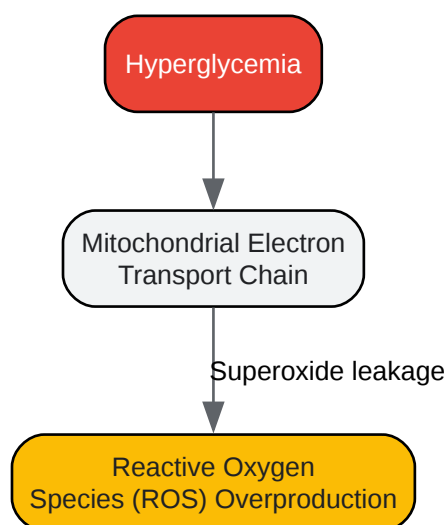 Hyperglycemia
Mitochondrial Electron
Transport Chain
Superoxide leakage
Reactive Oxygen
Species (ROS) Overproduction